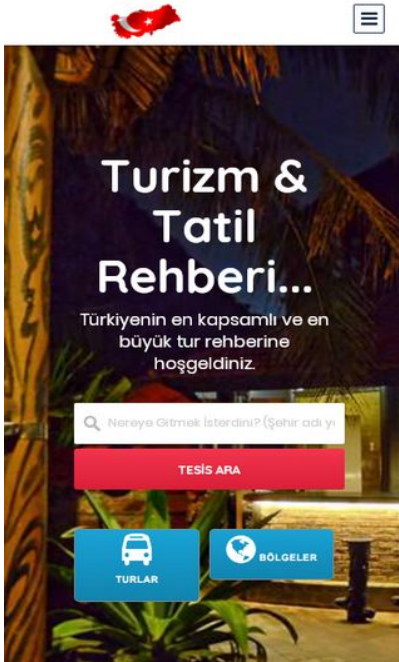 Turizm &
Tatil
Rehberi...
Türkiyenin en kapsamlı ve en
büyük tur rehberine
hoşgeldiniz.
Nereye Gitmek İsterdini? (Şehir adı yı
TESİS ARA
TURLAR
BÖLGELER